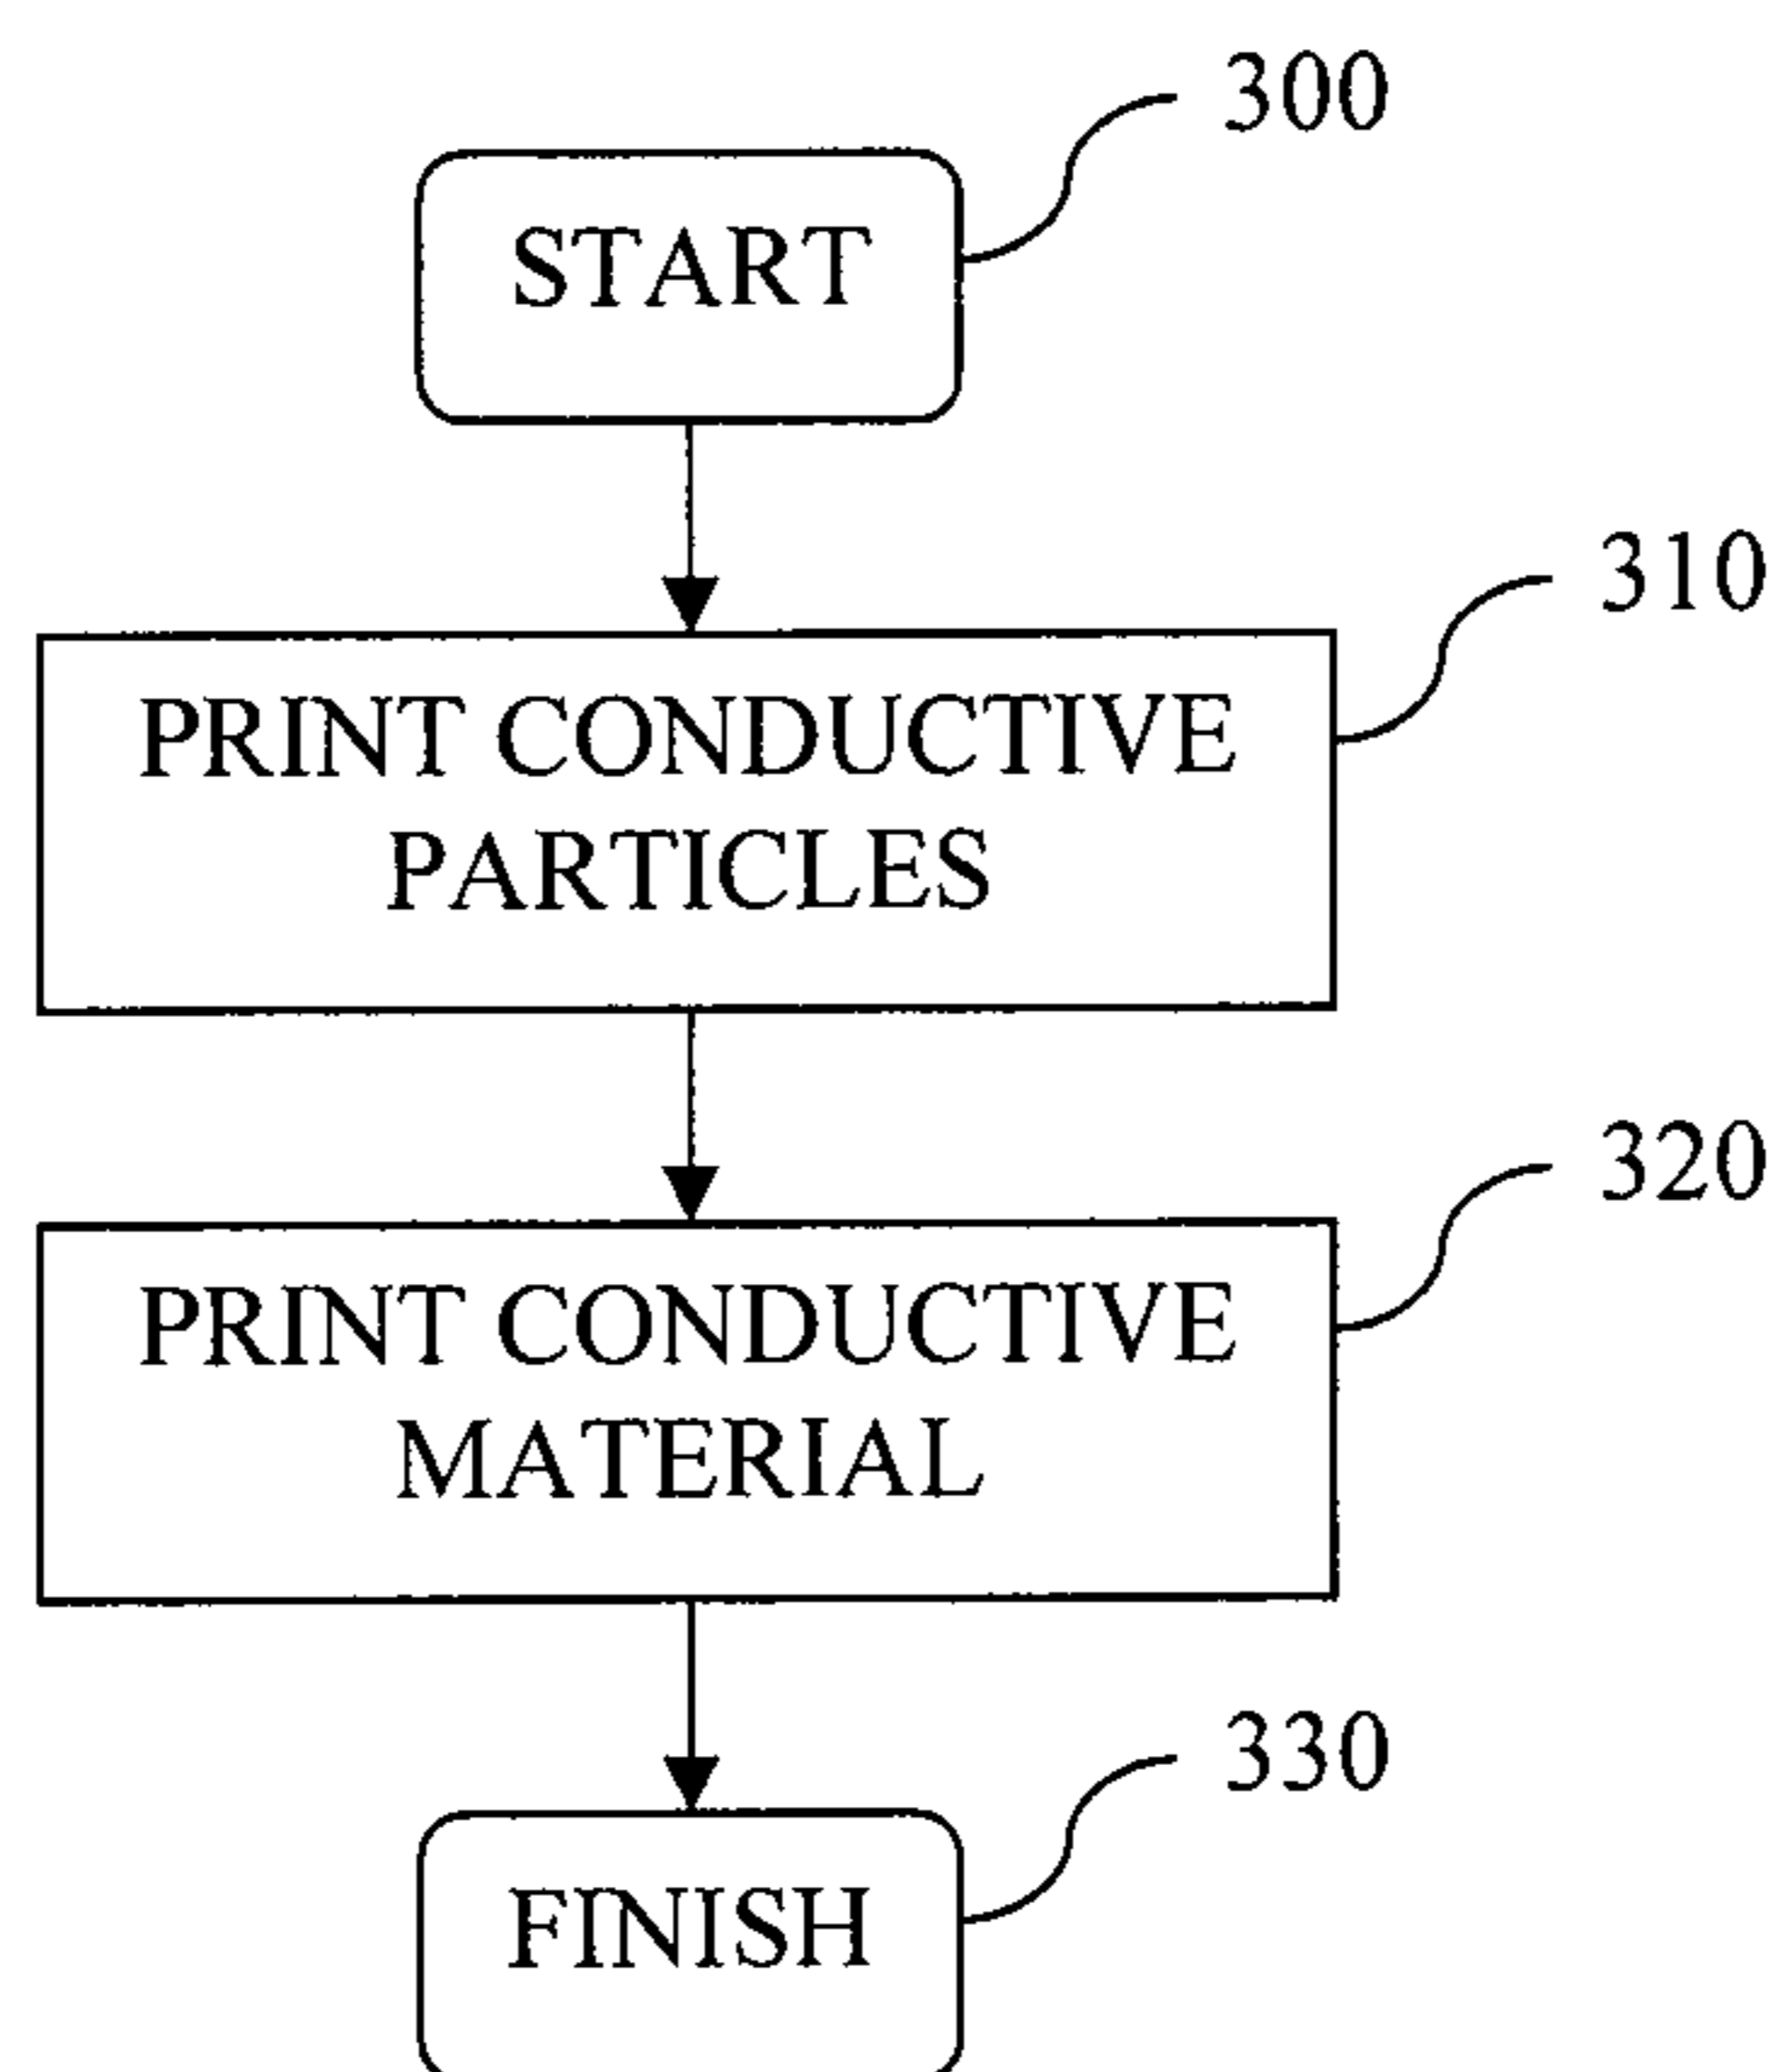 300
START
310
PRINT CONDUCTIVE
PARTICLES
320
PRINT CONDUCTIVE
MATERIAL
330
FINISH